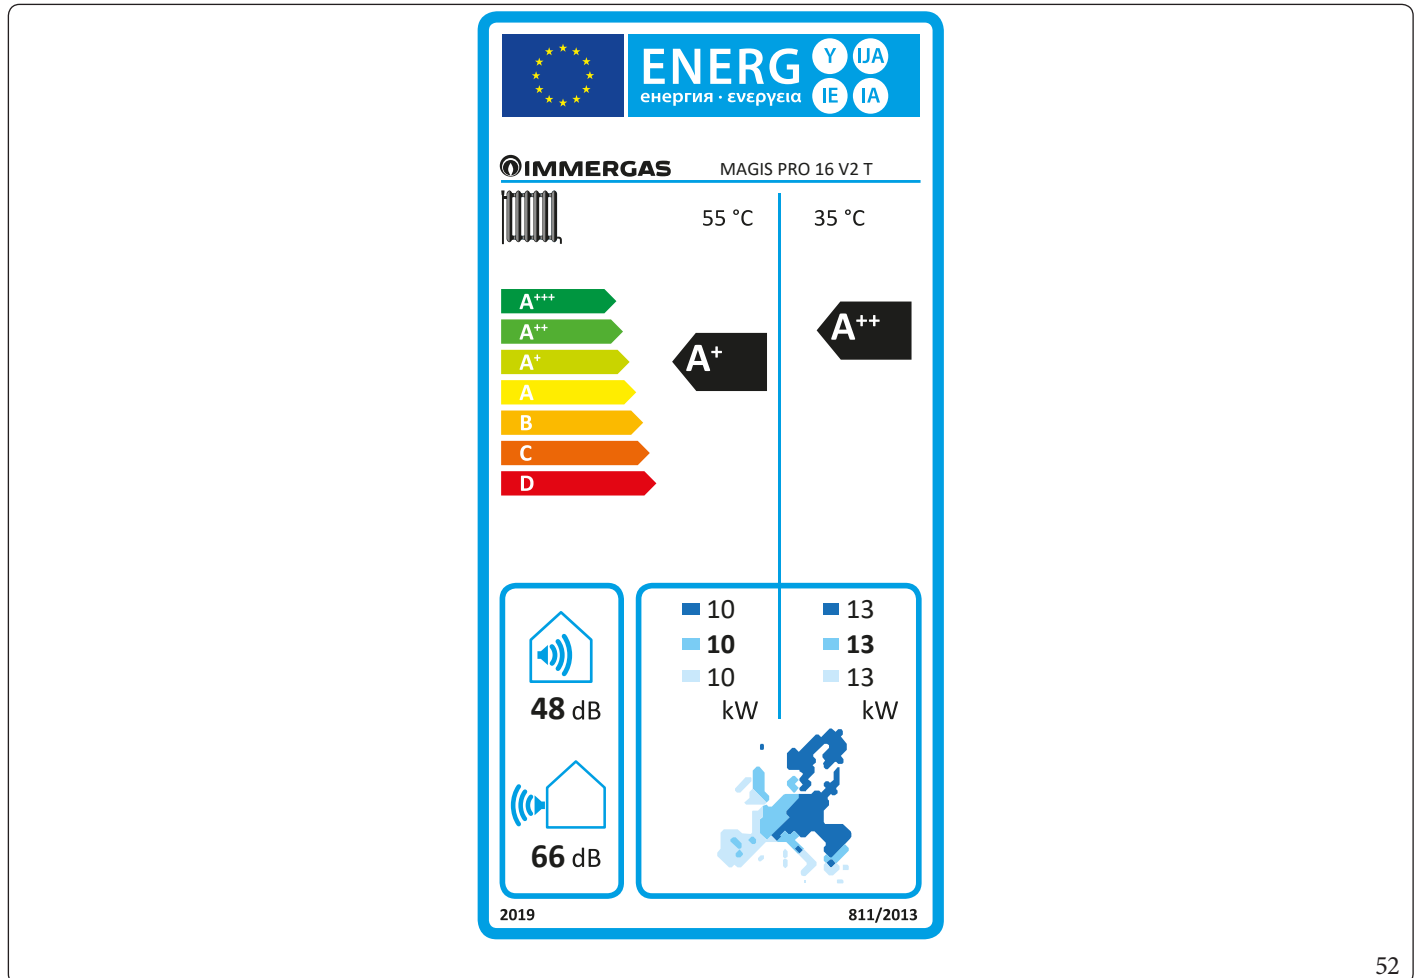 ENERG Y IJA
енергия · ενεργεια IE IA
IMMERGAS MAGIS PRO 16 V2 T
55 °C 35 °C
A+++
A++
A+
A
B
C
D
A+
A++
10 13
10 13
10 13
kW kW
48 dB
66 dB
2019 811/2013
52